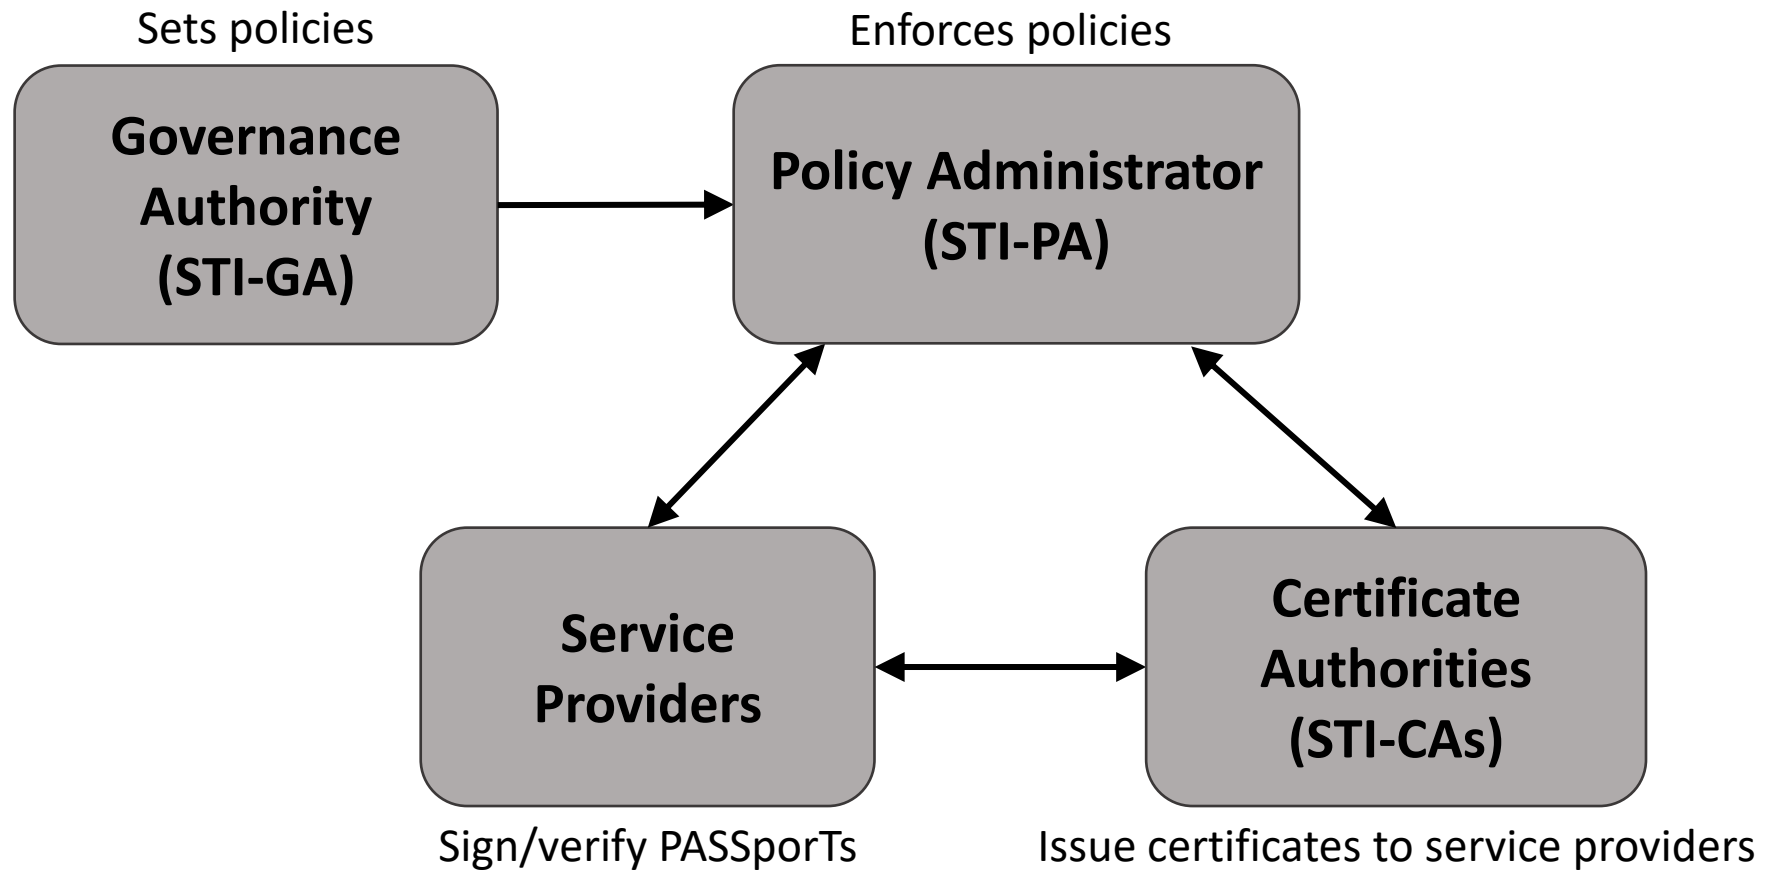 Sets policies
Enforces policies
Governance
Authority
(STI-GA)
Policy Administrator
(STI-PA)
Service
Providers
Certificate
Authorities
(STI-CAs)
Sign/verify PASSporTs
Issue certificates to service providers